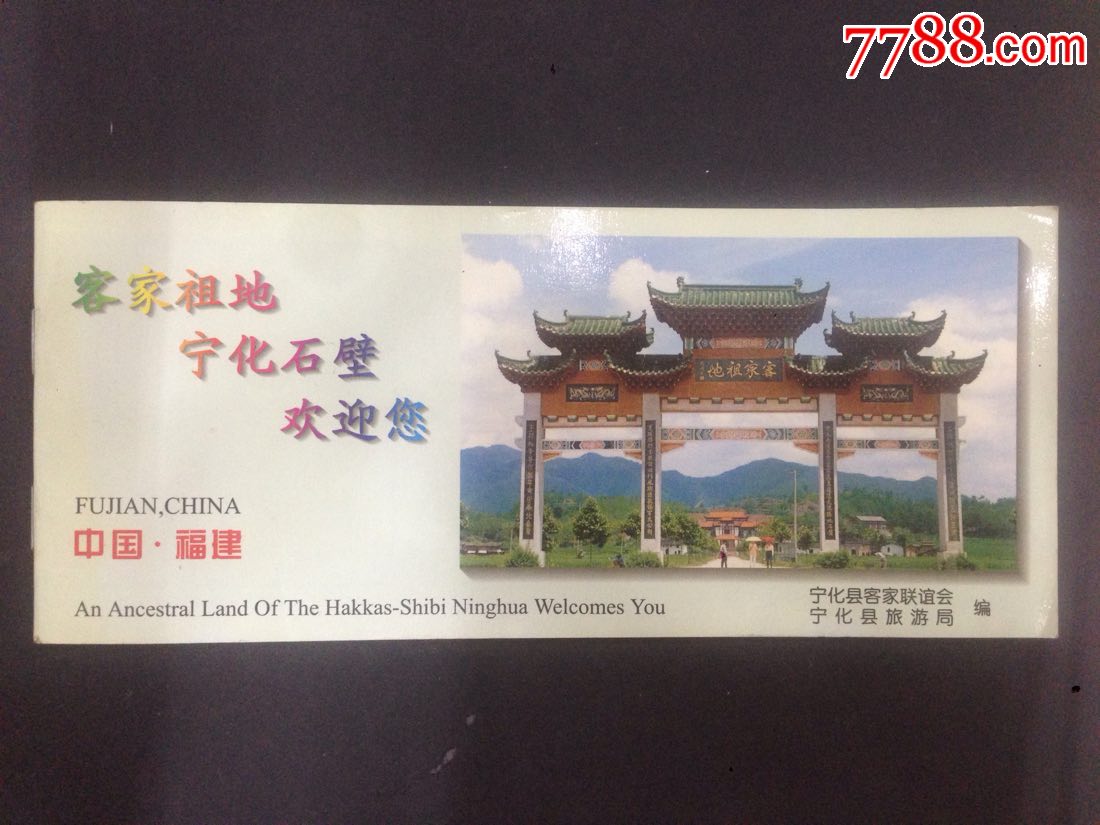 7788.com
客家祖地
宁化石壁
欢迎您
FUJIAN,CHINA
中国·福建
An Ancestral Land Of The Hakkas-Shibi Ninghua Welcomes You
地祖家客
宁化县客家联谊会
宁化县旅游局
编